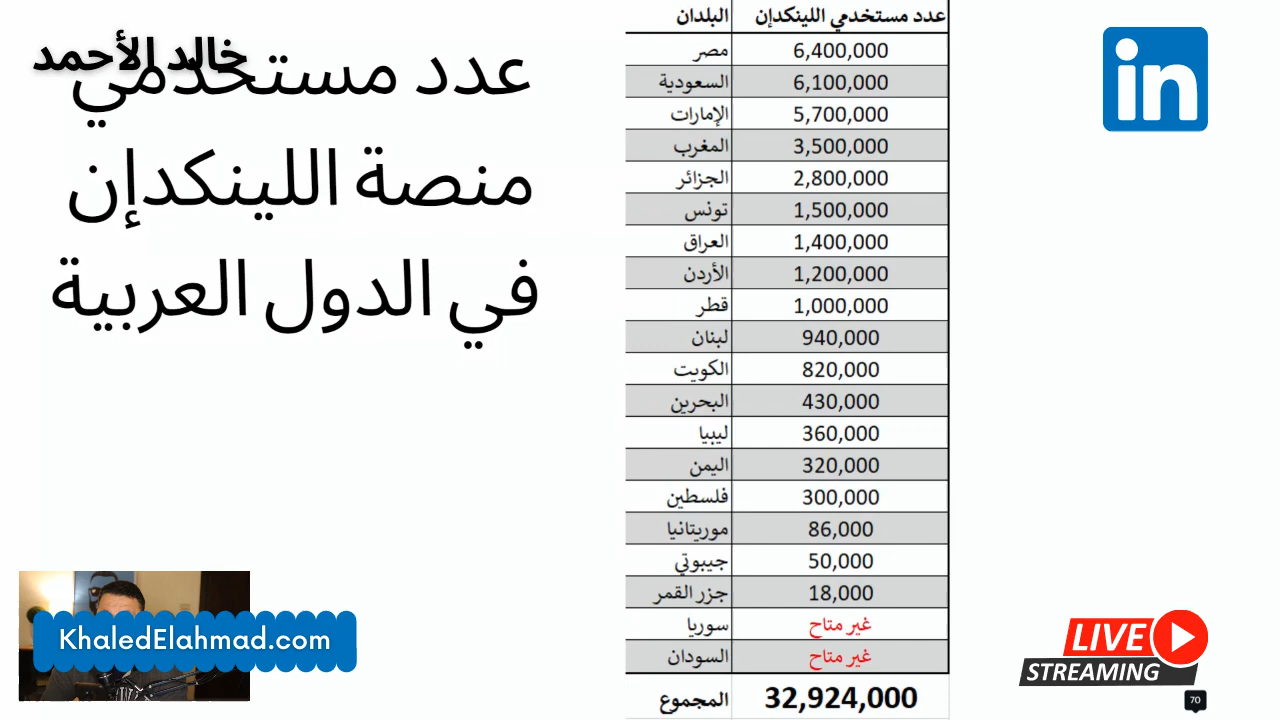 خالد الأحمد
عدد مستخدمي
منصة اللينكدإن
في الدول العربية
البلدان عدد مستخدمي اللينكدإن
مصر 6,400,000
السعودية 6,100,000
الإمارات 5,700,000
المغرب 3,500,000
الجزائر 2,800,000
تونس 1,500,000
العراق 1,400,000
الأردن 1,200,000
قطر 1,000,000
لبنان 940,000
الكويت 820,000
البحرين 430,000
ليبيا 360,000
اليمن 320,000
فلسطين 300,000
موريتانيا 86,000
جيبوتي 50,000
جزر القمر 18,000
سوريا غير متاح
السودان غير متاح
المجموع 32,924,000
in
KhaledElahmad.com
LIVE
STREAMING
70